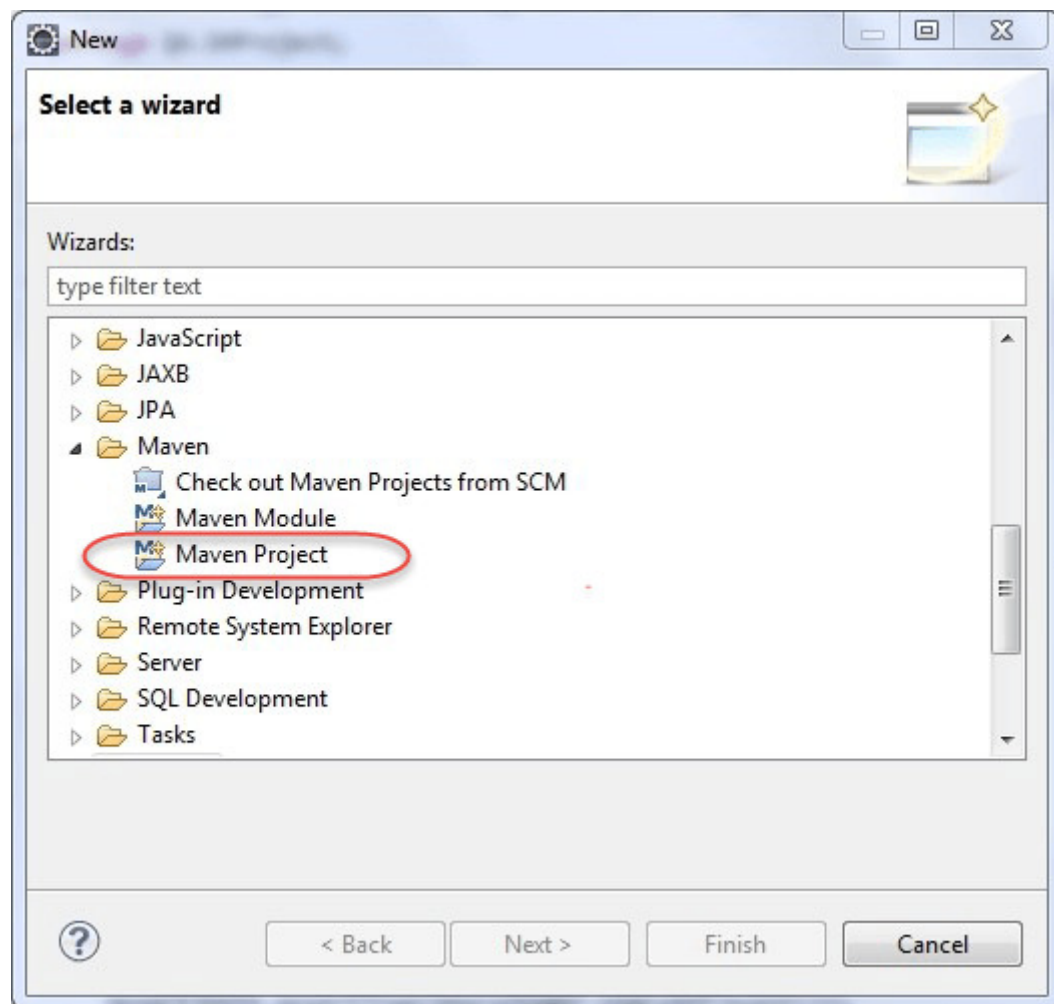 New
Select a wizard
Wizards:
type filter text
JavaScript
JAXB
JPA
Maven
Check out Maven Projects from SCM
Maven Module
Maven Project
Plug-in Development
Remote System Explorer
Server
SQL Development
Tasks
< Back Next > Finish Cancel